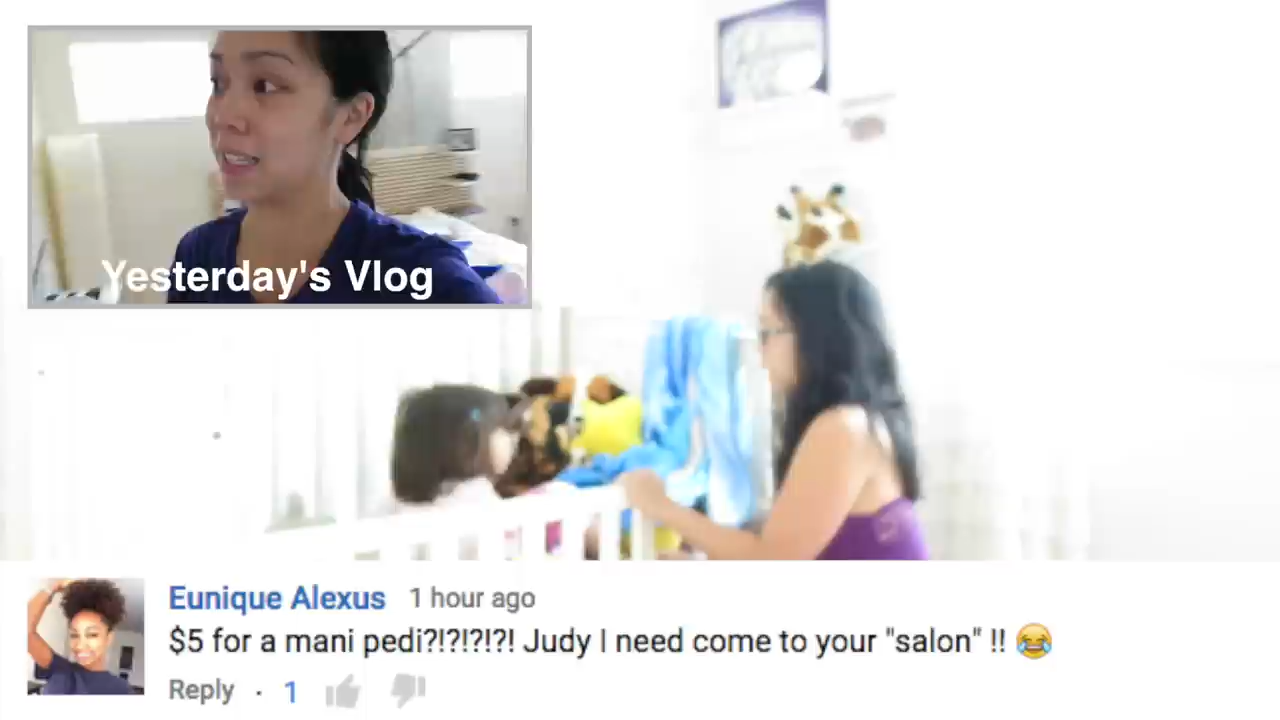 Yesterday's Vlog
Eunique Alexus 1 hour ago
$5 for a mani pedi?!?!?!?! Judy I need come to your "salon" !! 😂
Reply · 1